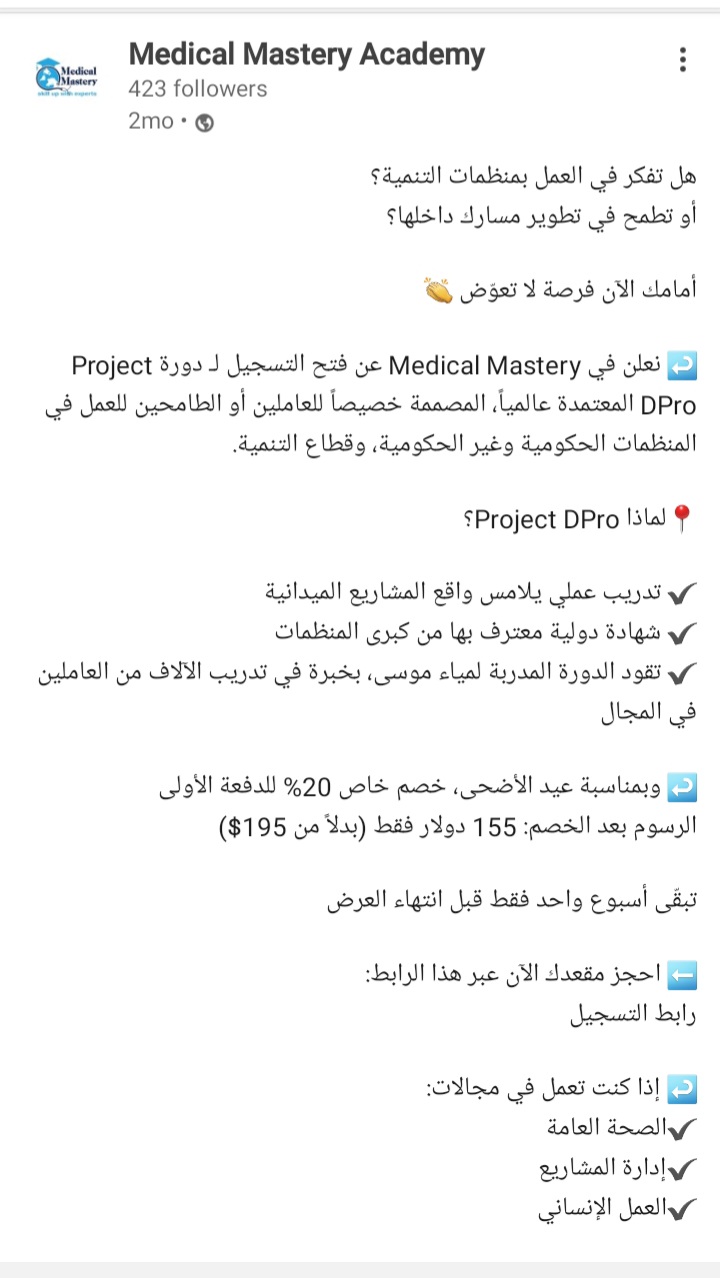 Medical Mastery Academy
423 followers
2mo •
Medical
Mastery
skill up with experts
هل تفكر في العمل بمنظمات التنمية؟
أو تطمح في تطوير مسارك داخلها؟
أمامك الآن فرصة لا تعوّض 👏
↩️ نعلن في Medical Mastery عن فتح التسجيل لـ دورة Project
DPro المعتمدة عالمياً، المصممة خصيصاً للعاملين أو الطامحين للعمل في
المنظمات الحكومية وغير الحكومية، وقطاع التنمية.
📍 لماذا Project DPro؟
✔️ تدريب عملي يلامس واقع المشاريع الميدانية
✔️ شهادة دولية معترف بها من كبرى المنظمات
✔️ تقود الدورة المدربة لمياء موسى، بخبرة في تدريب الآلاف من العاملين
في المجال
↩️ وبمناسبة عيد الأضحى، خصم خاص 20% للدفعة الأولى
الرسوم بعد الخصم: 155 دولار فقط (بدلاً من 195$)
تبقّى أسبوع واحد فقط قبل انتهاء العرض
⬅️ احجز مقعدك الآن عبر هذا الرابط:
رابط التسجيل
↩️ إذا كنت تعمل في مجالات:
✔️الصحة العامة
✔️إدارة المشاريع
✔️العمل الإنساني